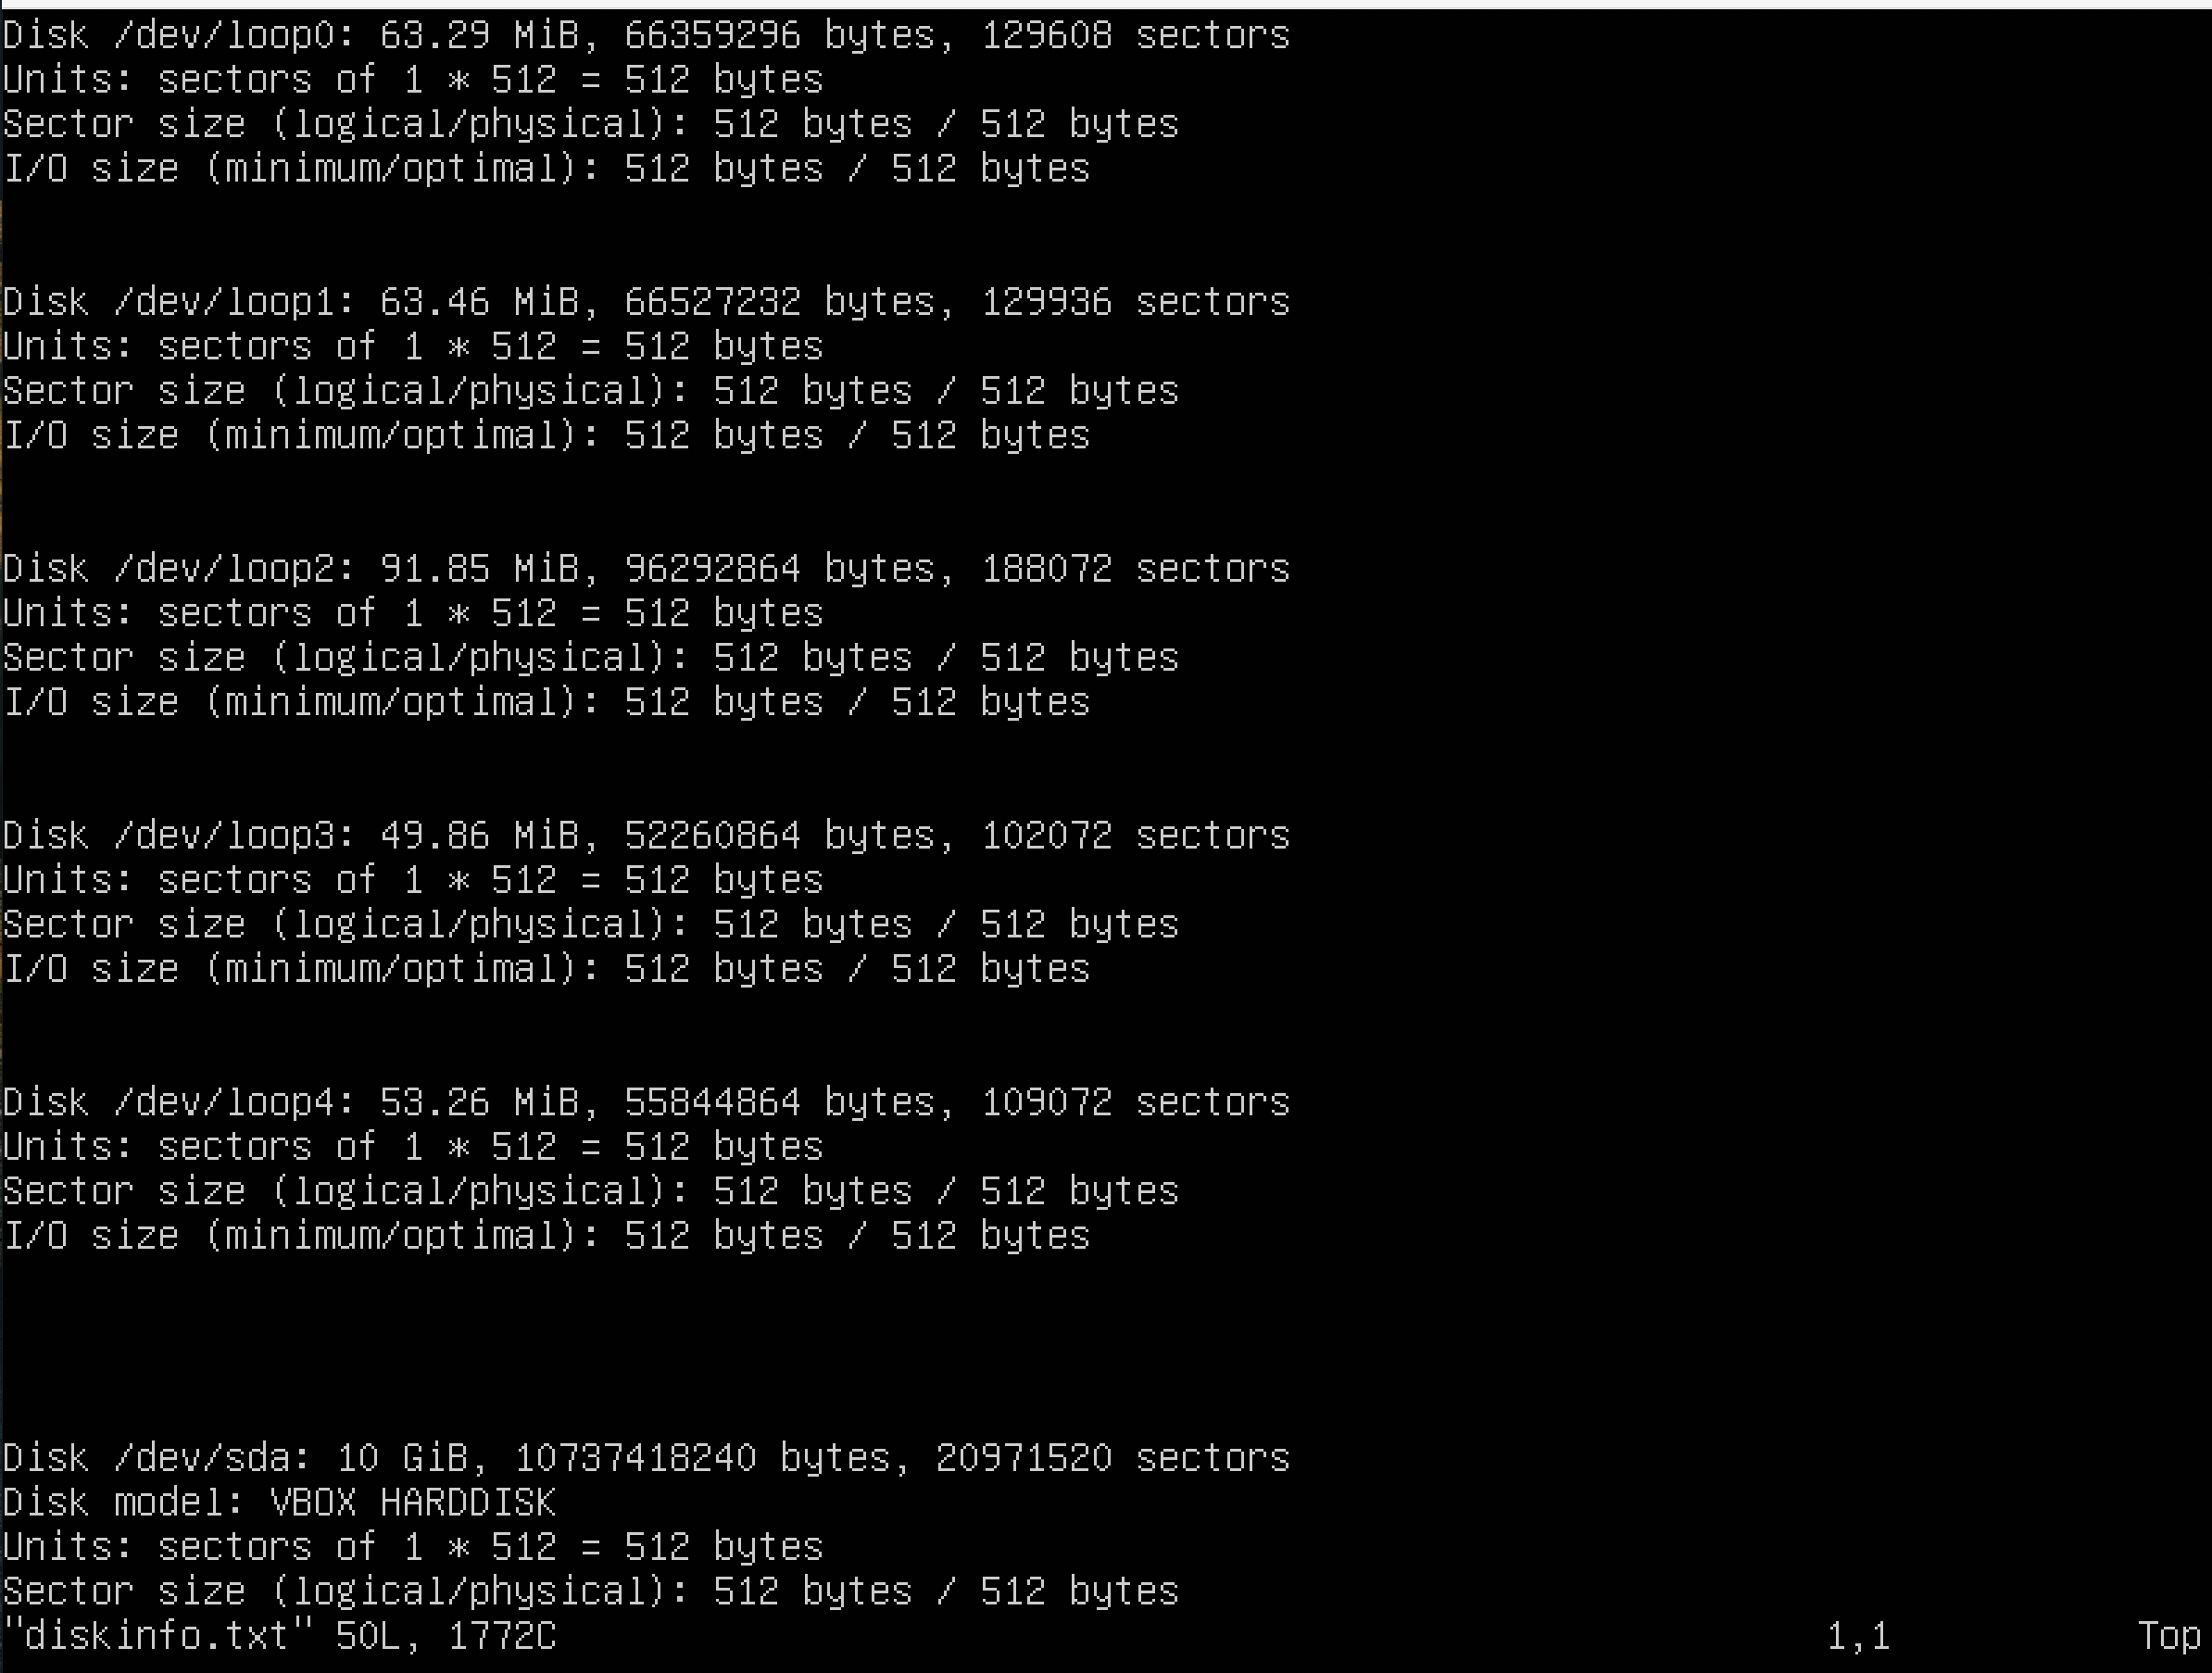 Disk /dev/loop0: 63.29 MiB, 66359296 bytes, 129608 sectors
Units: sectors of 1 * 512 = 512 bytes
Sector size (logical/physical): 512 bytes / 512 bytes
I/O size (minimum/optimal): 512 bytes / 512 bytes
Disk /dev/loop1: 63.46 MiB, 66527232 bytes, 129936 sectors
Units: sectors of 1 * 512 = 512 bytes
Sector size (logical/physical): 512 bytes / 512 bytes
I/O size (minimum/optimal): 512 bytes / 512 bytes
Disk /dev/loop2: 91.85 MiB, 96292864 bytes, 188072 sectors
Units: sectors of 1 * 512 = 512 bytes
Sector size (logical/physical): 512 bytes / 512 bytes
I/O size (minimum/optimal): 512 bytes / 512 bytes
Disk /dev/loop3: 49.86 MiB, 52260864 bytes, 102072 sectors
Units: sectors of 1 * 512 = 512 bytes
Sector size (logical/physical): 512 bytes / 512 bytes
I/O size (minimum/optimal): 512 bytes / 512 bytes
Disk /dev/loop4: 53.26 MiB, 55844864 bytes, 109072 sectors
Units: sectors of 1 * 512 = 512 bytes
Sector size (logical/physical): 512 bytes / 512 bytes
I/O size (minimum/optimal): 512 bytes / 512 bytes
Disk /dev/sda: 10 GiB, 10737418240 bytes, 20971520 sectors
Disk model: VBOX HARDDISK
Units: sectors of 1 * 512 = 512 bytes
Sector size (logical/physical): 512 bytes / 512 bytes
"diskinfo.txt" 50L, 1772C 1,1 Top